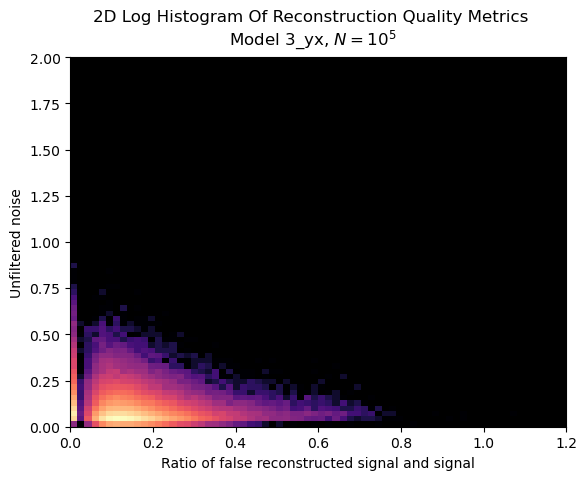 2D Log Histogram Of Reconstruction Quality Metrics
Model 3_yx, $N = 10^5$
2.00
1.75
1.50
1.25
1.00
0.75
0.50
0.25
0.00
Unfiltered noise
0.0 0.2 0.4 0.6 0.8 1.0 1.2
Ratio of false reconstructed signal and signal